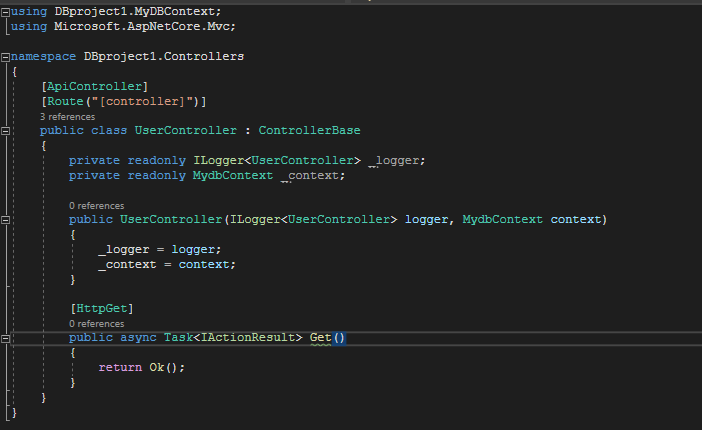 using DBproject1.MyDBContext;
using Microsoft.AspNetCore.Mvc;
namespace DBproject1.Controllers
{
[ApiController]
[Route("[controller]")]
3 references
public class UserController : ControllerBase
{
private readonly ILogger<UserController> _logger;
private readonly MydbContext _context;
0 references
public UserController(ILogger<UserController> logger, MydbContext context)
{
_logger = logger;
_context = context;
}
[HttpGet]
0 references
public async Task<IActionResult> Get()
{
return Ok();
}
}
}